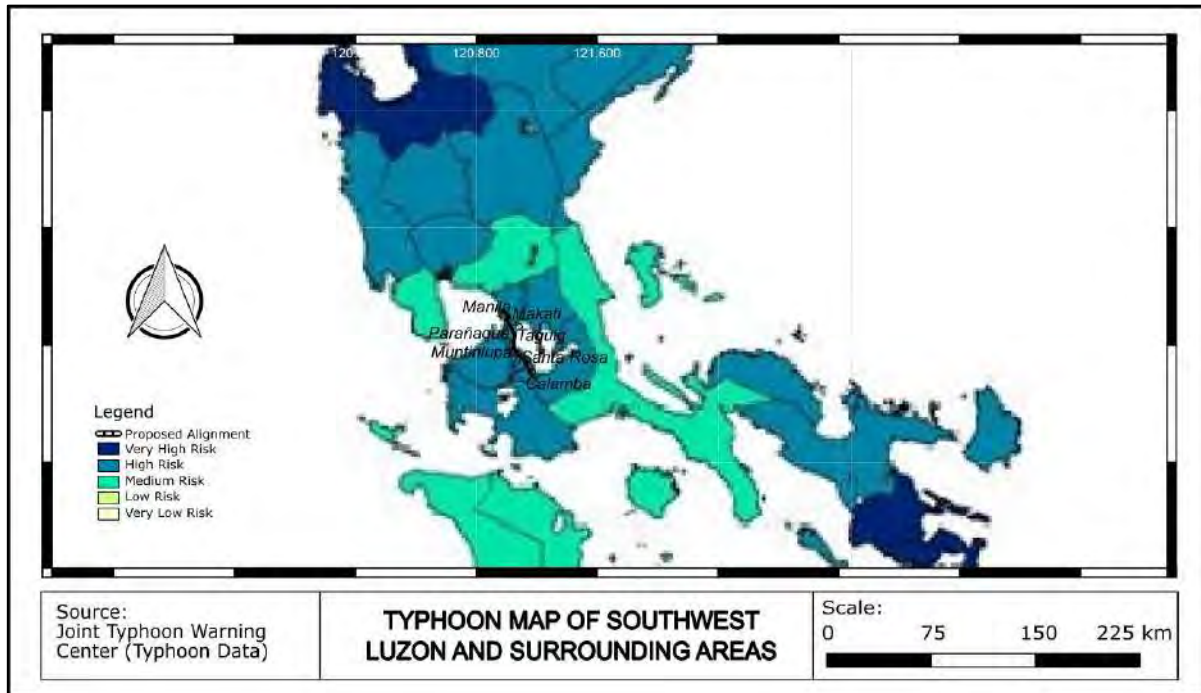 120.
120.800
121.600
Manila
Makati
Parañaque
Taguig
Muntinlupa
Santa Rosa
Calamba
Legend
Proposed Alignment
Very High Risk
High Risk
Medium Risk
Low Risk
Very Low Risk
Source:
Joint Typhoon Warning
Center (Typhoon Data)
TYPHOON MAP OF SOUTHWEST
LUZON AND SURROUNDING AREAS
Scale:
0 75 150 225 km